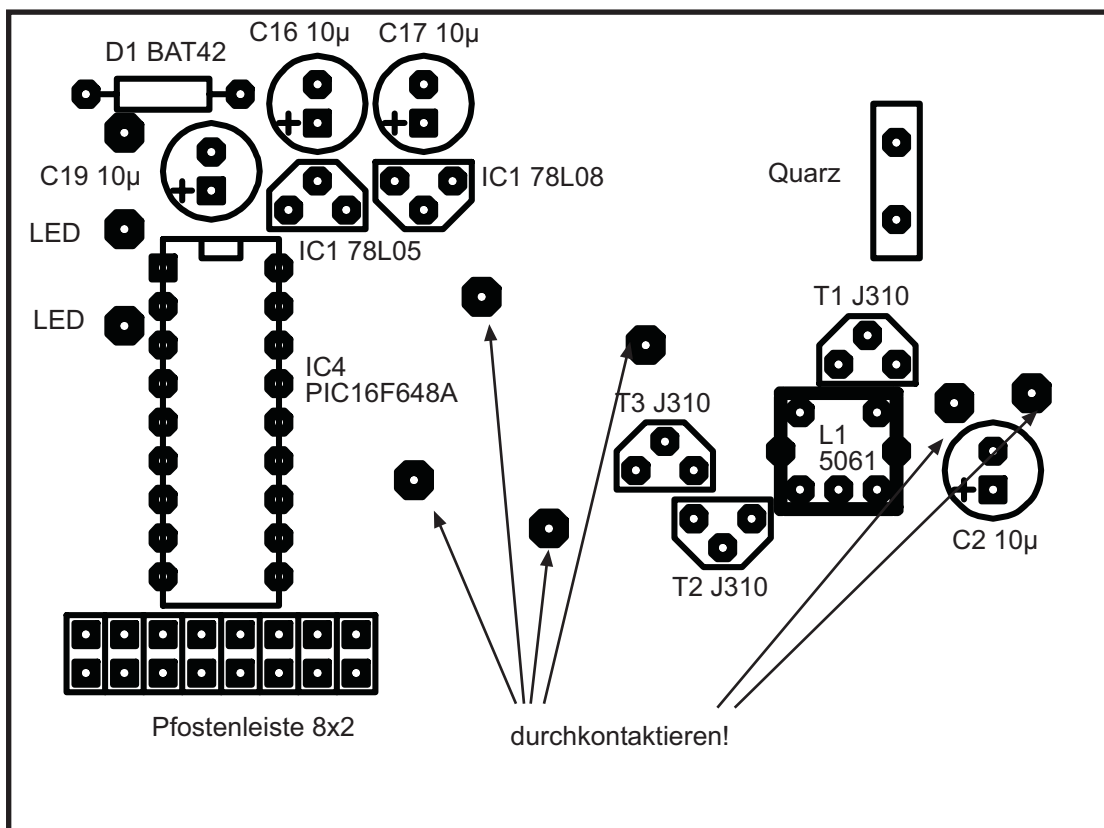 C16 10µ
C17 10µ
D1 BAT42
C19 10µ
IC1 78L08
Quarz
LED
IC1 78L05
T1 J310
LED
IC4
PIC16F648A
T3 J310
L1
5061
C2 10µ
T2 J310
Pfostenleiste 8x2
durchkontaktieren!